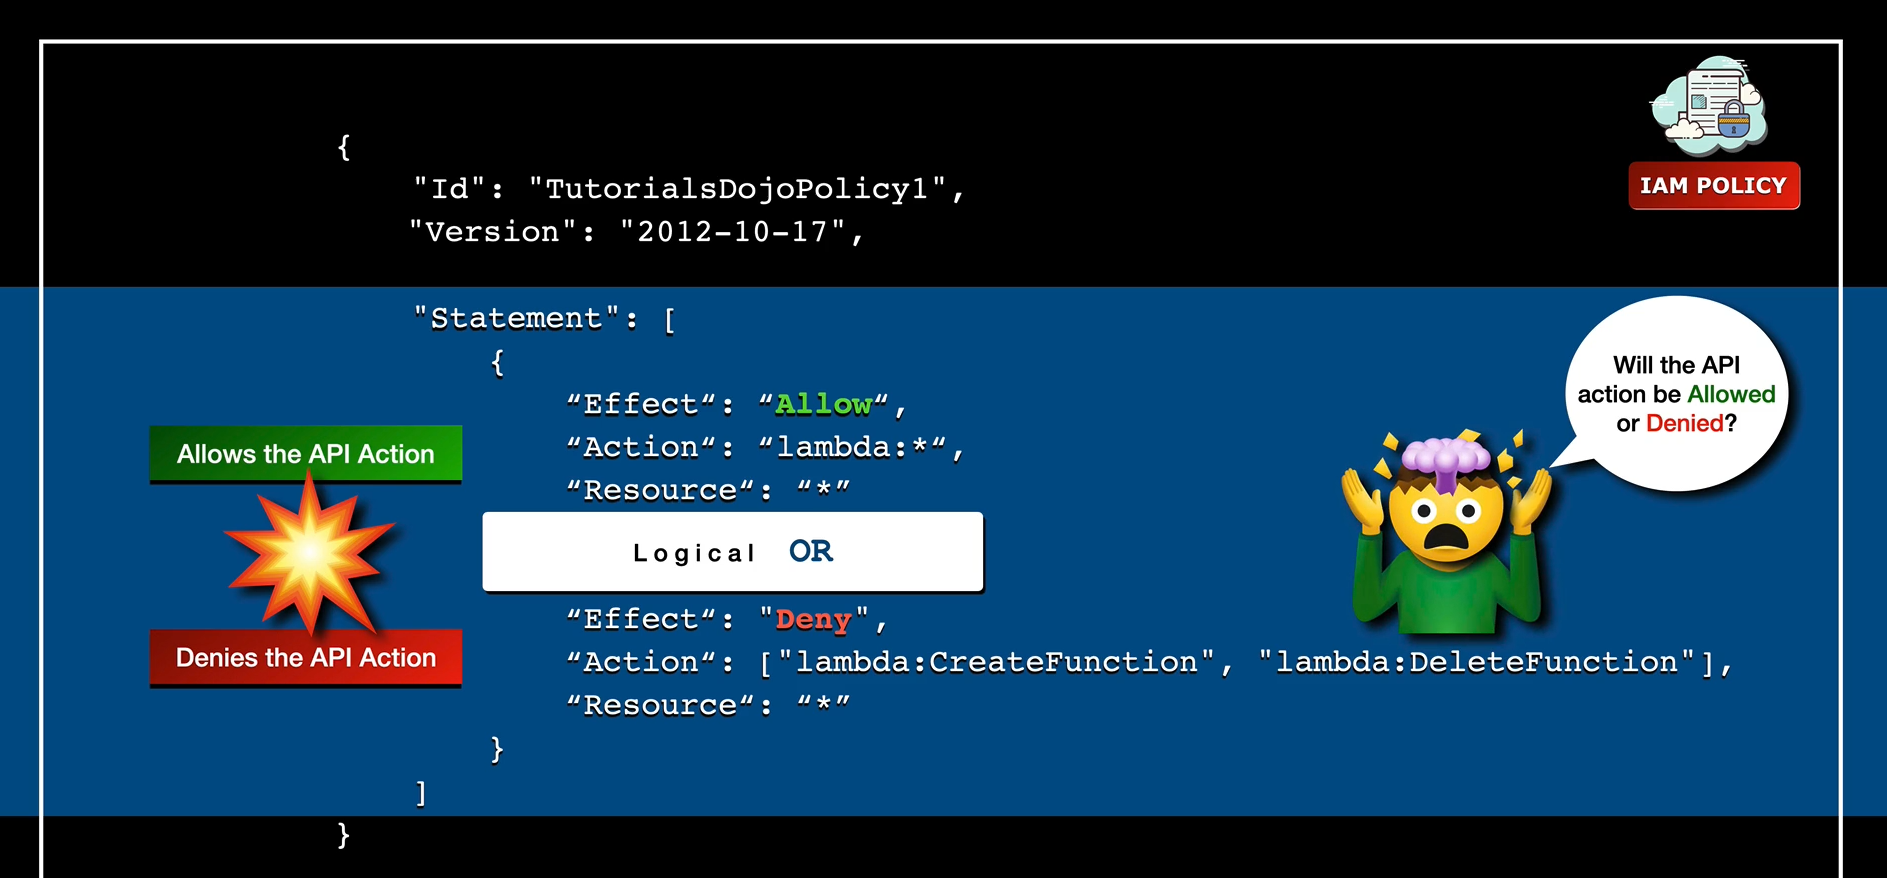 {
"Id": "TutorialsDojoPolicy1",
"Version": "2012-10-17",
IAM POLICY
"Statement": [
{
“Effect“: “Allow“,
“Action“: “lambda:*“,
“Resource“: “*”
Logical OR
“Effect“: "Deny",
“Action“: ["lambda:CreateFunction", "lambda:DeleteFunction"],
“Resource“: “*”
}
]
}
Allows the API Action
Denies the API Action
Will the API
action be Allowed
or Denied?